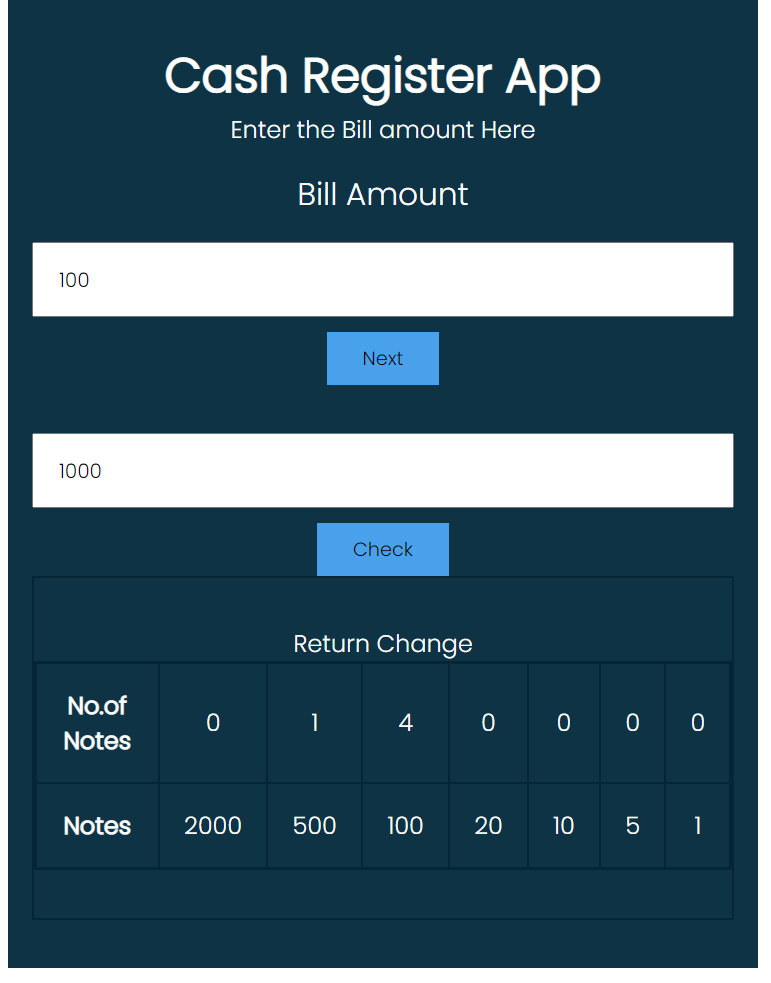 Cash Register App
Enter the Bill amount Here
Bill Amount
100
Next
1000
Check
Return Change
No.of
Notes
0 1 4 0 0 0 0
Notes 2000 500 100 20 10 5 1